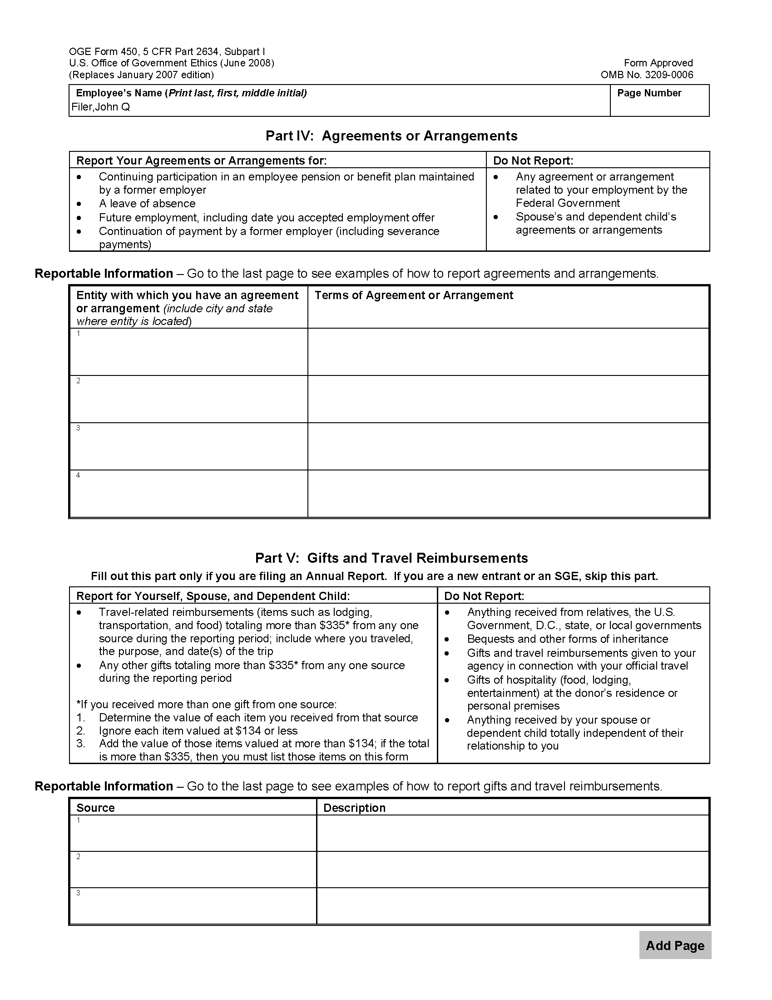 OGE Form 450, 5 CFR Part 2634, Subpart I
U.S. Office of Government Ethics (June 2008)
(Replaces January 2007 edition)
Form Approved
OMB No. 3209-0006
Employee’s Name (Print last, first, middle initial)
Filer,John Q
Page Number
Part IV:  Agreements or Arrangements
Report Your Agreements or Arrangements for:
• Continuing participation in an employee pension or benefit plan maintained
by a former employer
• A leave of absence
• Future employment, including date you accepted employment offer
• Continuation of payment by a former employer (including severance
payments)
Do Not Report:
• Any agreement or arrangement
related to your employment by the
Federal Government
• Spouse’s and dependent child’s
agreements or arrangements
Reportable Information – Go to the last page to see examples of how to report agreements and arrangements.
Entity with which you have an agreement
or arrangement (include city and state
where entity is located)
Terms of Agreement or Arrangement
1
2
3
4
Part V:  Gifts and Travel Reimbursements
Fill out this part only if you are filing an Annual Report.  If you are a new entrant or an SGE, skip this part.
Report for Yourself, Spouse, and Dependent Child:
• Travel-related reimbursements (items such as lodging,
transportation, and food) totaling more than $335* from any one
source during the reporting period; include where you traveled,
the purpose, and date(s) of the trip
• Any other gifts totaling more than $335* from any one source
during the reporting period
*If you received more than one gift from one source:
1. Determine the value of each item you received from that source
2. Ignore each item valued at $134 or less
3. Add the value of those items valued at more than $134; if the total
is more than $335, then you must list those items on this form
Do Not Report:
• Anything received from relatives, the U.S.
Government, D.C., state, or local governments
• Bequests and other forms of inheritance
• Gifts and travel reimbursements given to your
agency in connection with your official travel
• Gifts of hospitality (food, lodging,
entertainment) at the donor’s residence or
personal premises
• Anything received by your spouse or
dependent child totally independent of their
relationship to you
Reportable Information – Go to the last page to see examples of how to report gifts and travel reimbursements.
Source
Description
1
2
3
Add Page